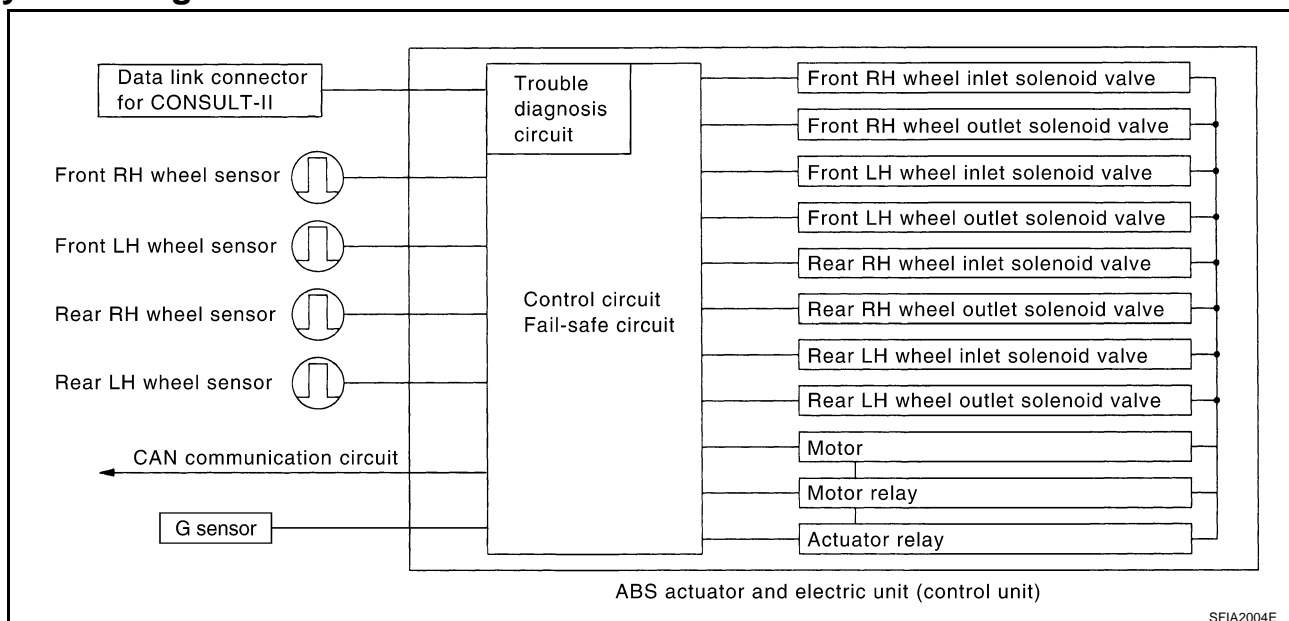 Data link connector
for CONSULT-II
Front RH wheel sensor
Front LH wheel sensor
Rear RH wheel sensor
Rear LH wheel sensor
CAN communication circuit
G sensor
Trouble
diagnosis
circuit
Control circuit
Fail-safe circuit
Front RH wheel inlet solenoid valve
Front RH wheel outlet solenoid valve
Front LH wheel inlet solenoid valve
Front LH wheel outlet solenoid valve
Rear RH wheel inlet solenoid valve
Rear RH wheel outlet solenoid valve
Rear LH wheel inlet solenoid valve
Rear LH wheel outlet solenoid valve
Motor
Motor relay
Actuator relay
ABS actuator and electric unit (control unit)
SFIA2004E